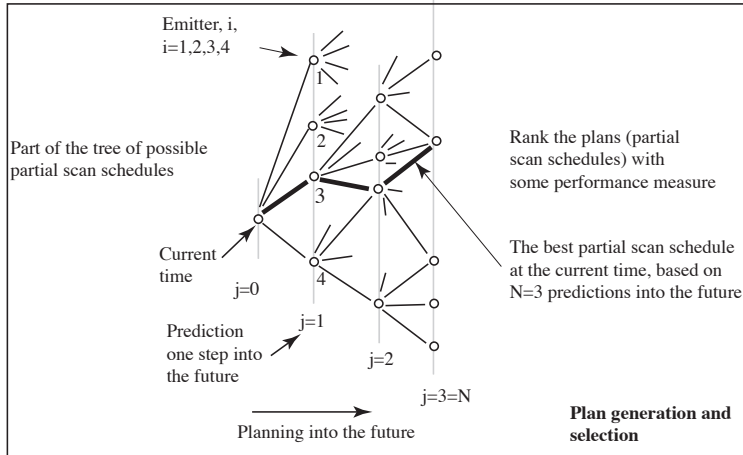 Emitter, i,
i=1,2,3,4
1
2
3
4
Part of the tree of possible
partial scan schedules
Rank the plans (partial
scan schedules) with
some performance measure
Current
time
The best partial scan schedule
at the current time, based on
N=3 predictions into the future
j=0
j=1
Prediction
one step into
the future
j=2
j=3=N
Planning into the future
Plan generation and
selection